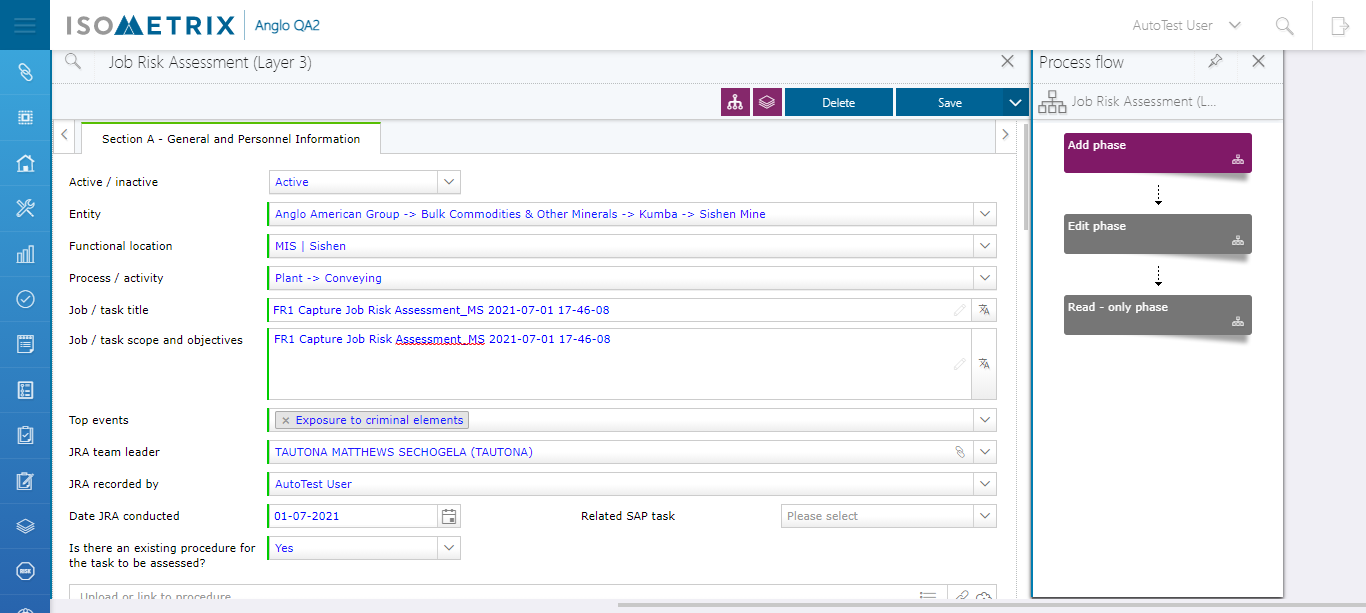 ISOMETRIX Anglo QA2 AutoTest User
Job Risk Assessment (Layer 3)
Process flow
Job Risk Assessment (L...
Delete Save
Section A - General and Personnel Information
Add phase
Edit phase
Read - only phase
Active / inactive Active
Entity Anglo American Group -> Bulk Commodities & Other Minerals -> Kumba -> Sishen Mine
Functional location MIS | Sishen
Process / activity Plant -> Conveying
Job / task title FR1 Capture Job Risk Assessment_MS 2021-07-01 17-46-08
Job / task scope and objectives FR1 Capture Job Risk Assessment_MS 2021-07-01 17-46-08
Top events × Exposure to criminal elements
JRA team leader TAUTONA MATTHEWS SECHOGELA (TAUTONA)
JRA recorded by AutoTest User
Date JRA conducted 01-07-2021 Related SAP task Please select
Is there an existing procedure for
the task to be assessed? Yes
Upload or link to procedure
RISK